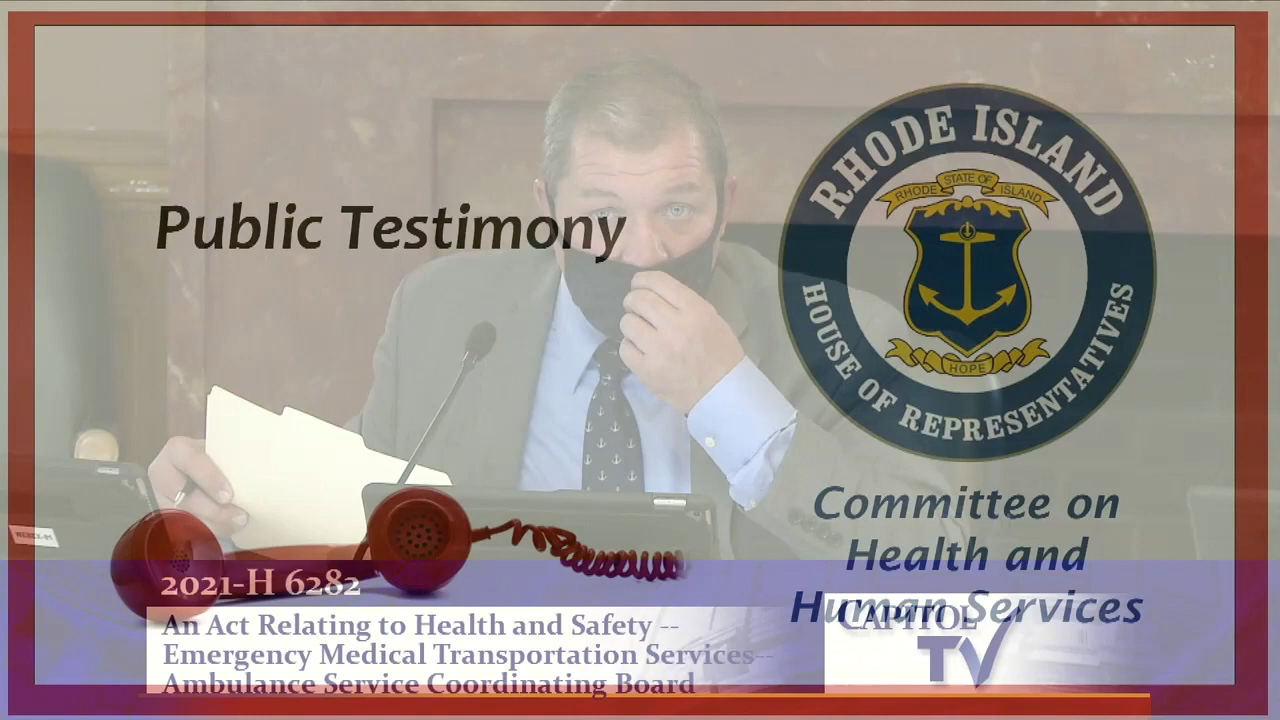 Public Testimony
RHODE ISLAND
STATE OF
RHODE ISLAND
HOPE
HOUSE OF REPRESENTATIVES
Committee on
Health and
Human Services
WEBEX-M
2021-H 6282
An Act Relating to Health and Safety --
Emergency Medical Transportation Services--
Ambulance Service Coordinating Board
CAPITOL
TV